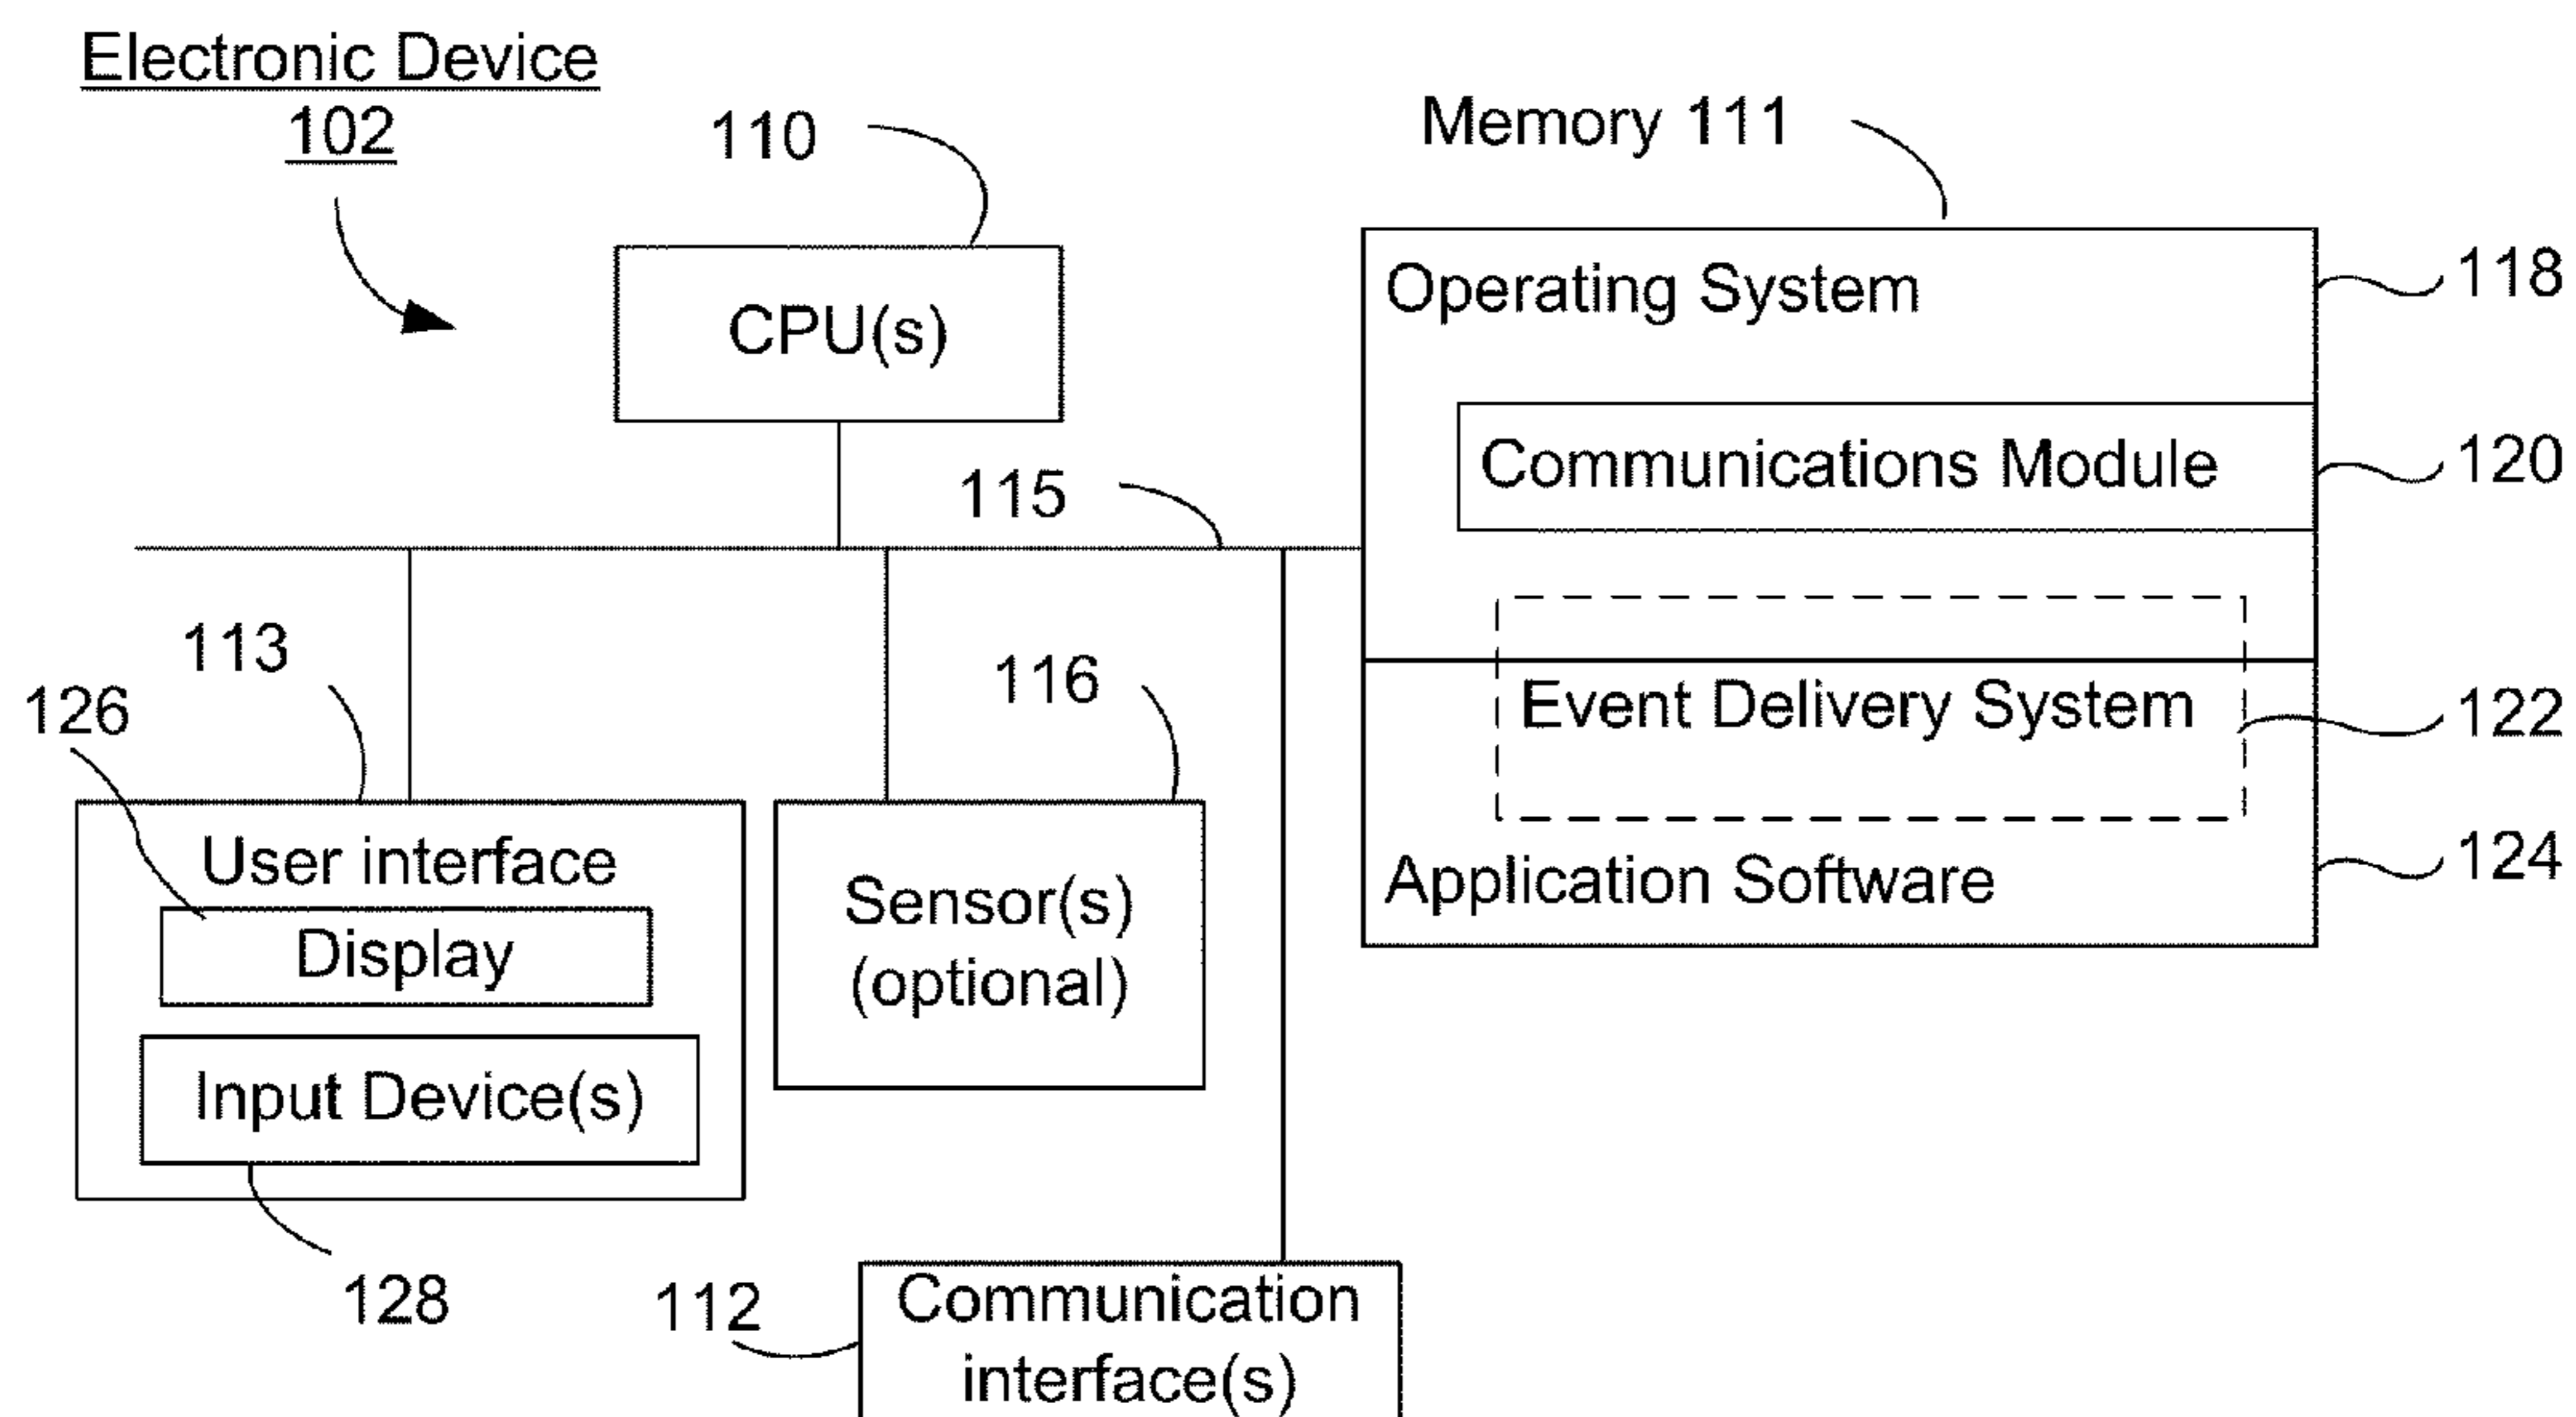 Electronic Device
102
110
CPU(s)
Memory 111
Operating System
118
Communications Module
120
115
Event Delivery System
122
Application Software
124
113
126
User interface
Display
Input Device(s)
128
116
Sensor(s)
(optional)
112
Communication
interface(s)